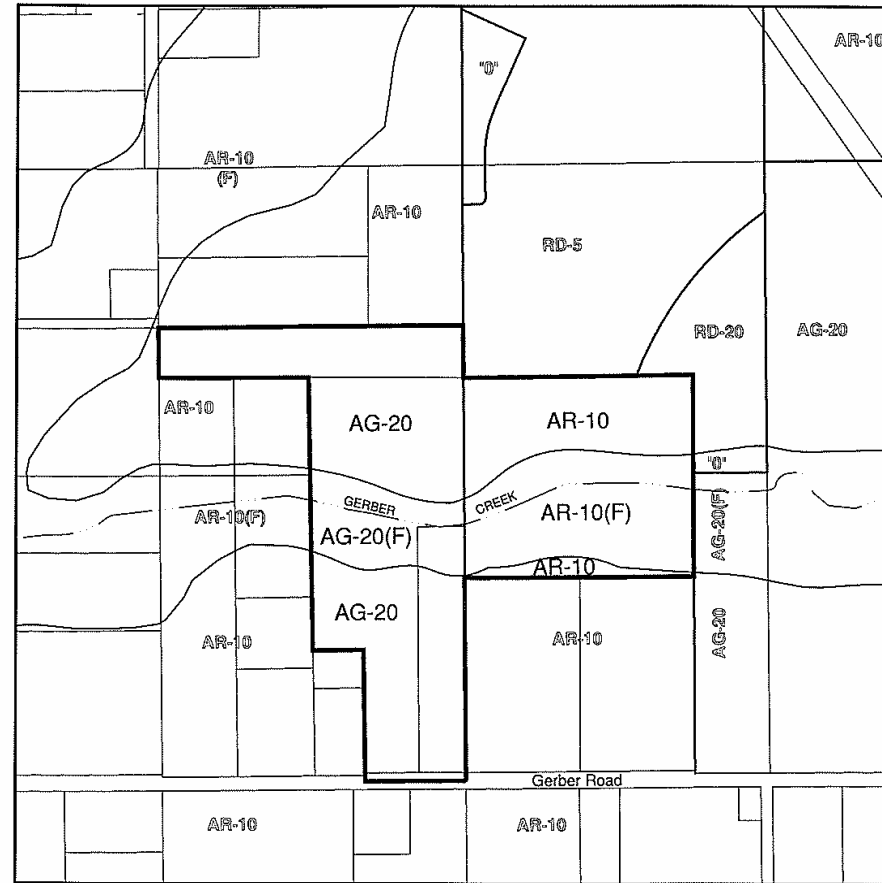 AR-10
"O"
AR-10
(F)
AR-10
RD-5
RD-20
AG-20
AR-10
AG-20
AR-10
"O"
GERBER
CREEK
AR-10(F)
AG-20(F)
AR-10(F)
AG-20(F)
AR-10
AG-20
AR-10
AR-10
AG-20
Gerber Road
AR-10
AR-10